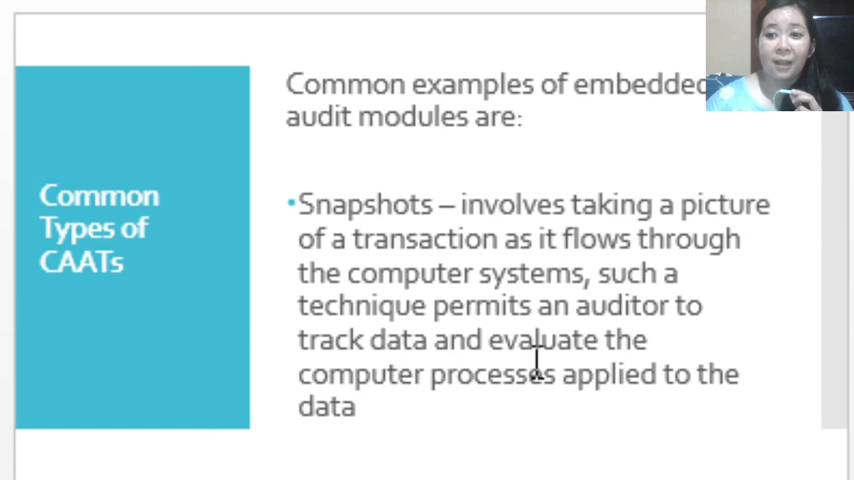 Common
Types of
CAATs
Common examples of embedded
audit modules are:
•Snapshots – involves taking a picture
of a transaction as it flows through
the computer systems, such a
technique permits an auditor to
track data and evaluate the
computer processes applied to the
data